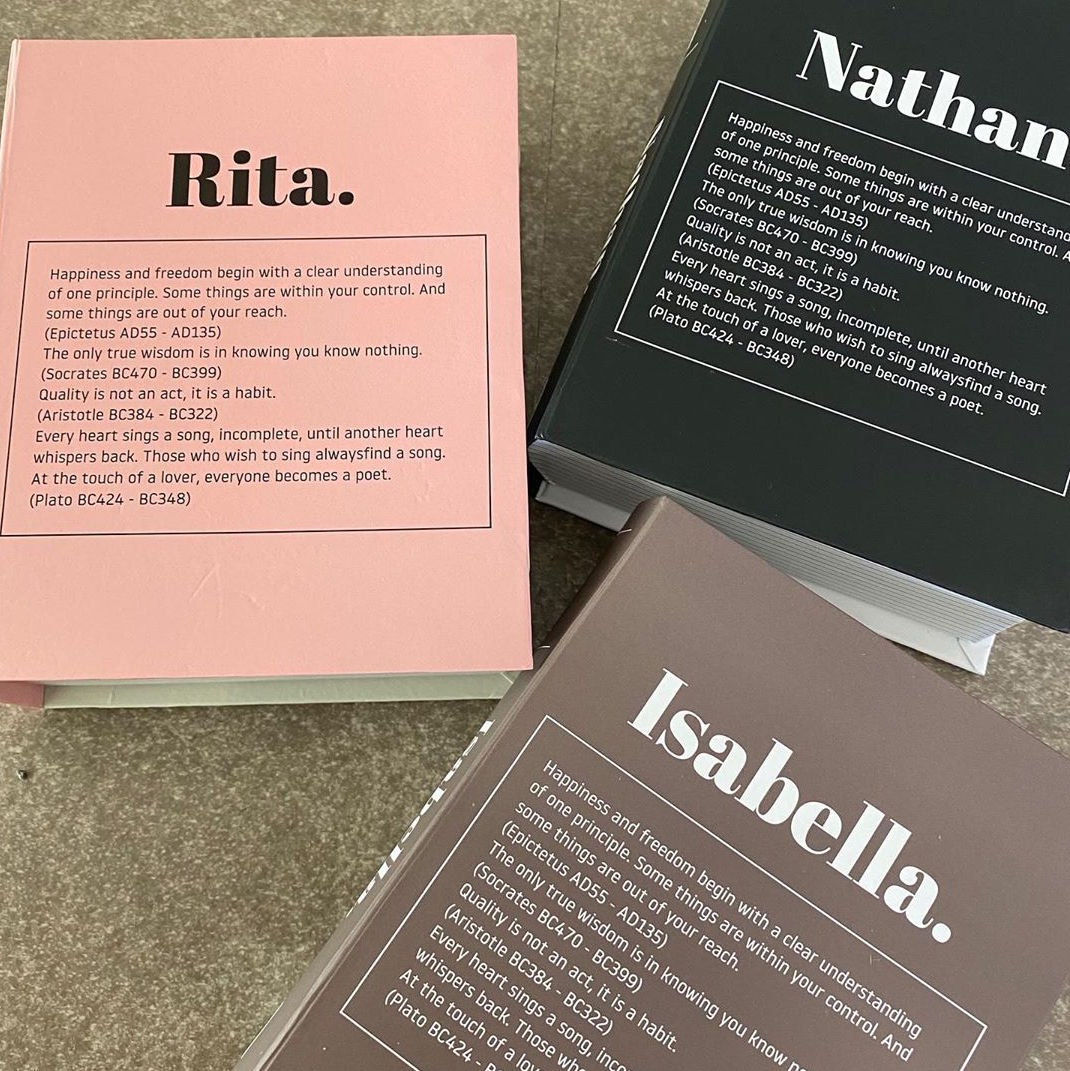 Rita.
Happiness and freedom begin with a clear understanding
of one principle. Some things are within your control. And
some things are out of your reach.
(Epictetus AD55 - AD135)
The only true wisdom is in knowing you know nothing.
(Socrates BC470 - BC399)
Quality is not an act, it is a habit.
(Aristotle BC384 - BC322)
Every heart sings a song, incomplete, until another heart
whispers back. Those who wish to sing alwaysfind a song.
At the touch of a lover, everyone becomes a poet.
(Plato BC424 - BC348)
Nathan
Happiness and freedom begin with a clear understand
of one principle. Some things are within your control. A
some things are out of your reach.
(Epictetus AD55 - AD135)
The only true wisdom is in knowing you know nothing.
(Socrates BC470 - BC399)
Quality is not an act, it is a habit.
(Aristotle BC384 - BC322)
Every heart sings a song, incomplete, until another heart
whispers back. Those who wish to sing alwaysfind a song.
At the touch of a lover, everyone becomes a poet.
(Plato BC424 - BC348)
Isabella.
Happiness and freedom begin with a clear understanding
of one principle. Some things are within your control. And
some things are out of your reach.
(Epictetus AD55 - AD135)
The only true wisdom is in knowing you know
(Socrates BC470 - BC399)
Quality is not an act, it is a habit.
(Aristotle BC384 - BC322)
Every heart sings a song, inco
whispers back. Those who
At the touch of a lo
(Plato BC424 -